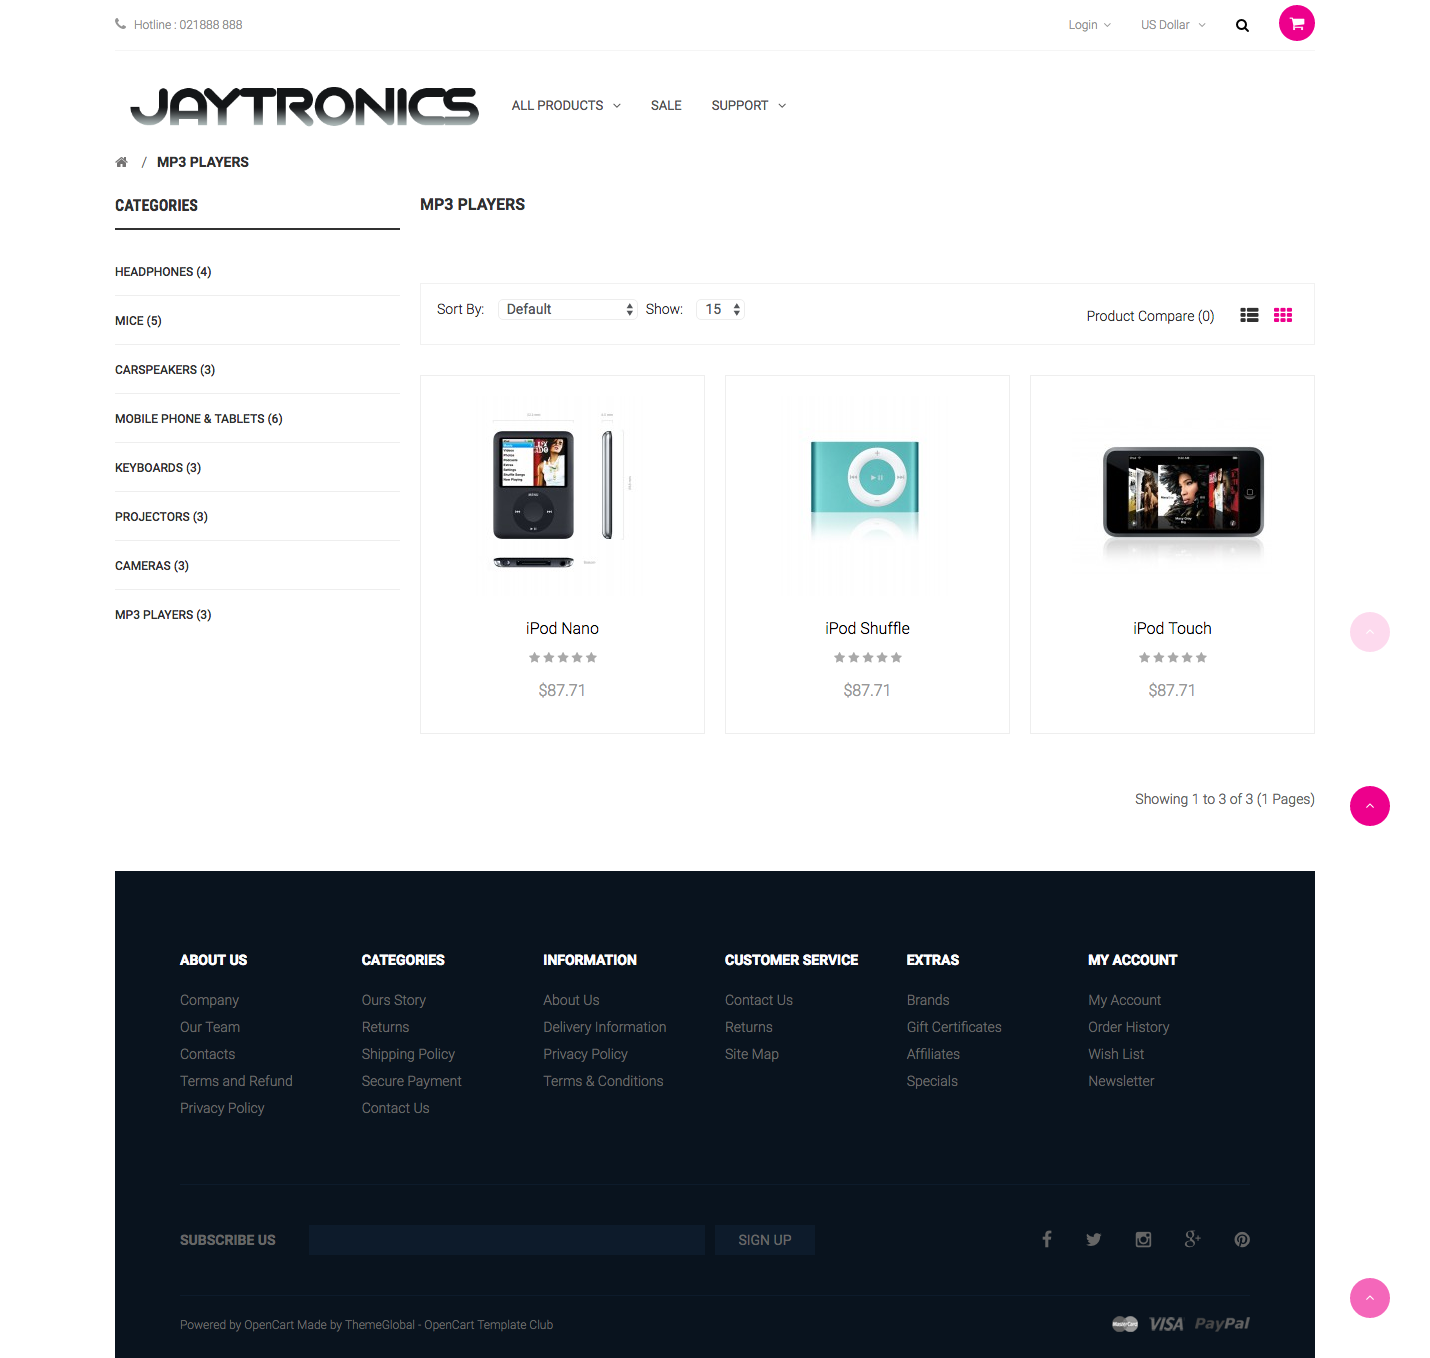 Hotline : 021888 888
Login
US Dollar
JAYTRONICS
ALL PRODUCTS
SALE
SUPPORT
/ MP3 PLAYERS
CATEGORIES
HEADPHONES (4)
MICE (5)
CARSPEAKERS (3)
MOBILE PHONE & TABLETS (6)
KEYBOARDS (3)
PROJECTORS (3)
CAMERAS (3)
MP3 PLAYERS (3)
MP3 PLAYERS
Sort By: Default Show: 15
Product Compare (0)
MENU
iPod Nano
$87.71
iPod Shuffle
$87.71
iPod Touch
$87.71
Showing 1 to 3 of 3 (1 Pages)
ABOUT US
Company
Our Team
Contacts
Terms and Refund
Privacy Policy
CATEGORIES
Ours Story
Returns
Shipping Policy
Secure Payment
Contact Us
INFORMATION
About Us
Delivery Information
Privacy Policy
Terms & Conditions
CUSTOMER SERVICE
Contact Us
Returns
Site Map
EXTRAS
Brands
Gift Certificates
Affiliates
Specials
MY ACCOUNT
My Account
Order History
Wish List
Newsletter
SUBSCRIBE US
SIGN UP
Powered by OpenCart Made by ThemeGlobal - OpenCart Template Club
MasterCard VISA PayPal